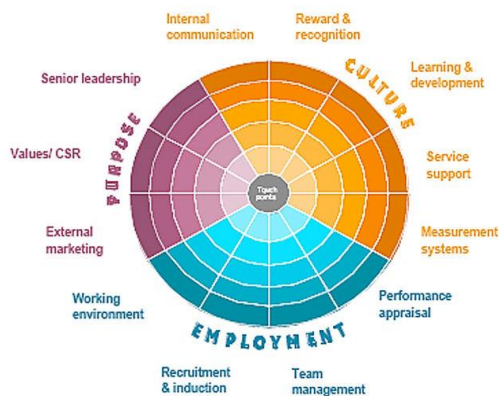 Internal
communication
Reward &
recognition
Senior leadership
CULTURE
Learning &
development
PURPOSE
Values/ CSR
Touch
points
Service
support
External
marketing
Measurement
systems
Working
environment
EMPLOYMENT
Performance
appraisal
Recruitment
& induction
Team
management